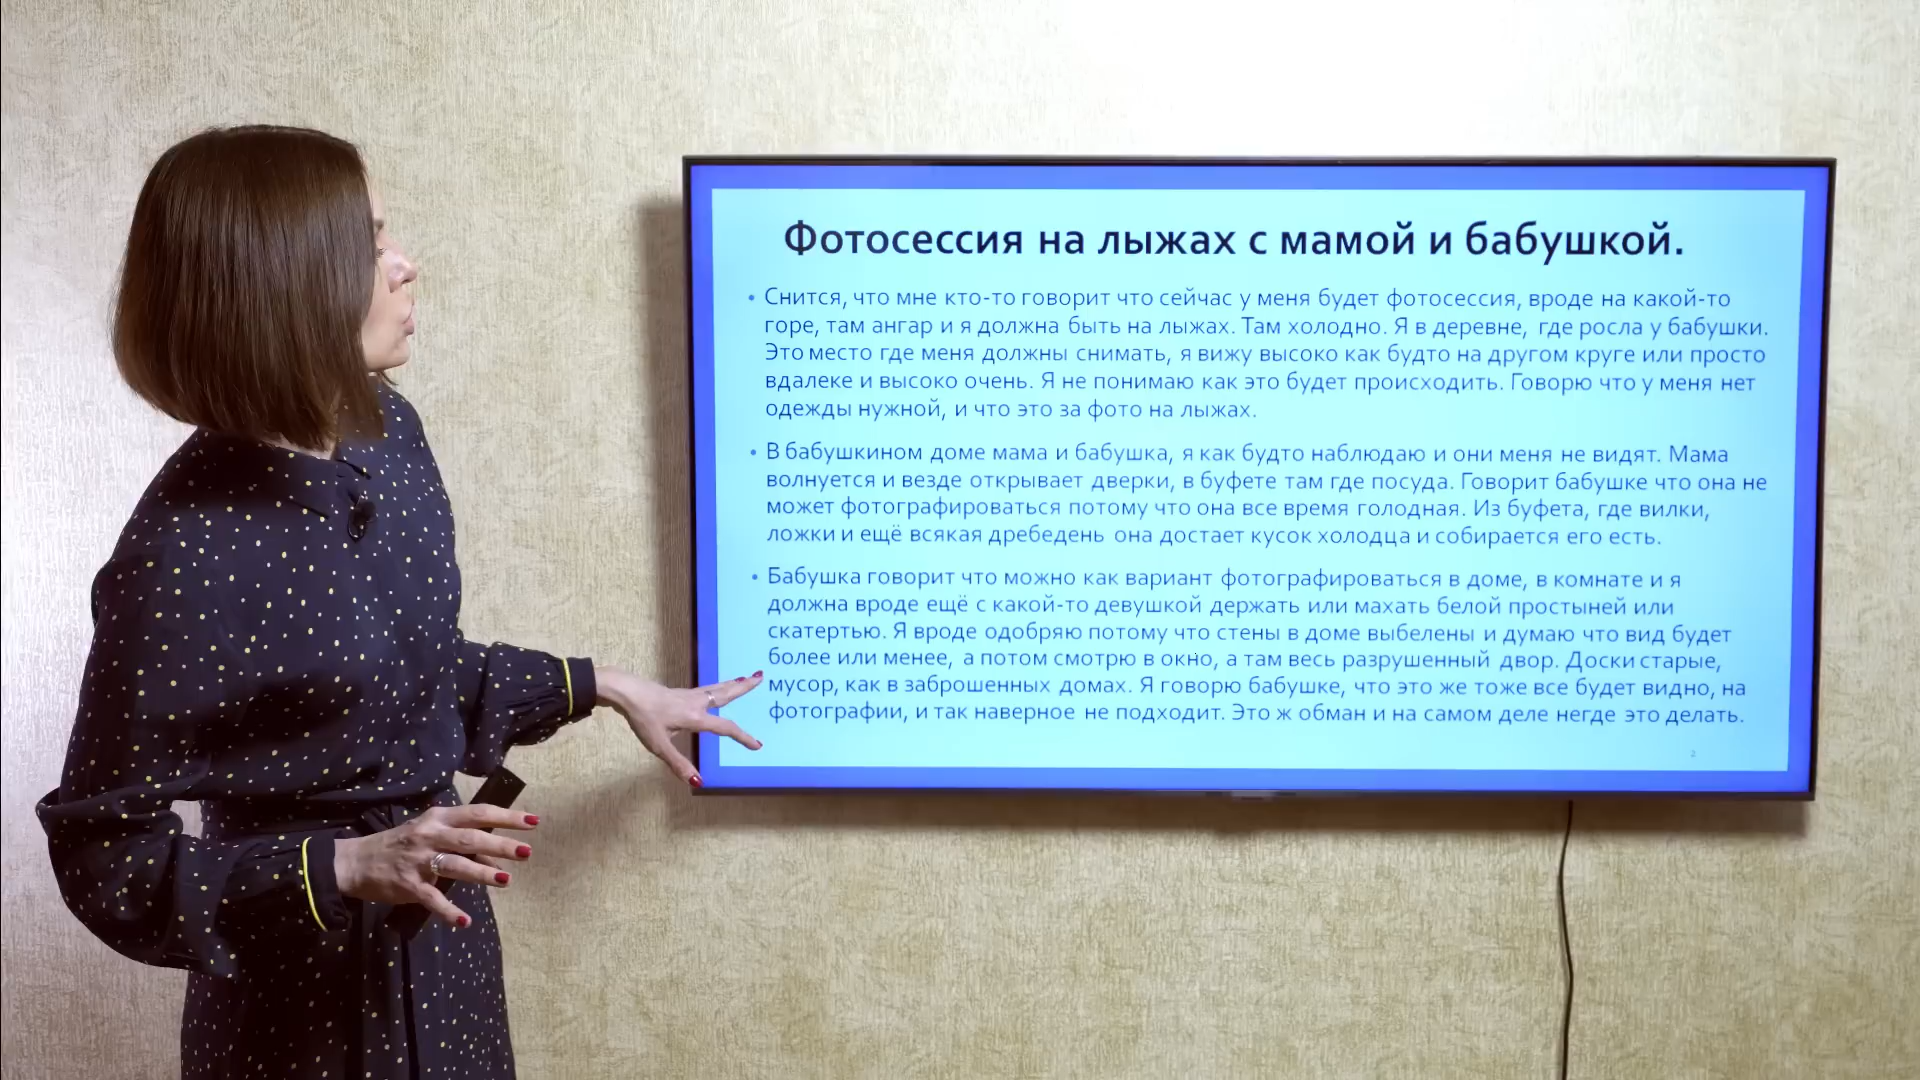 Фотосессия на лыжах с мамой и бабушкой.
• Снится, что мне кто-то говорит что сейчас у меня будет фотосессия, вроде на какой-то
горе, там ангар и я должна быть на лыжах. Там холодно. Я в деревне, где росла у бабушки.
Это место где меня должны снимать, я вижу высоко как будто на другом круге или просто
вдалеке и высоко очень. Я не понимаю как это будет происходить. Говорю что у меня нет
одежды нужной, и что это за фото на лыжах.
• В бабушкином доме мама и бабушка, я как будто наблюдаю и они меня не видят. Мама
волнуется и везде открывает дверки, в буфете там где посуда. Говорит бабушке что она не
может фотографироваться потому что она все время голодная. Из буфета, где вилки,
ложки и ещё всякая дребедень она достает кусок холодца и собирается его есть.
• Бабушка говорит что можно как вариант фотографироваться в доме, в комнате и я
должна вроде ещё с какой-то девушкой держать или махать белой простыней или
скатертью. Я вроде одобряю потому что стены в доме выбелены и думаю что вид будет
более или менее, а потом смотрю в окно, а там весь разрушенный двор. Доски старые,
мусор, как в заброшенных домах. Я говорю бабушке, что это же тоже все будет видно, на
фотографии, и так наверное не подходит. Это ж обман и на самом деле негде это делать.
2